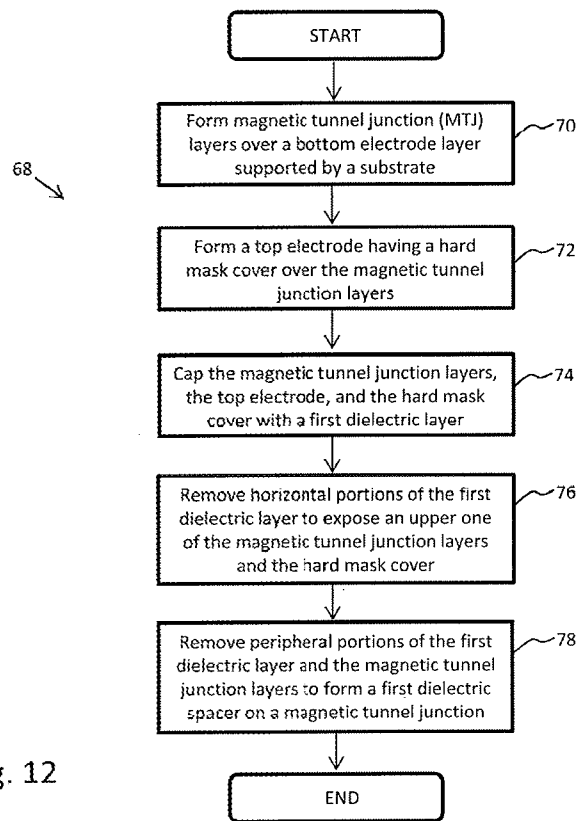 START
Form magnetic tunnel junction (MTJ)
layers over a bottom electrode layer
supported by a substrate
70
68
Form a top electrode having a hard
mask cover over the magnetic tunnel
junction layers
72
Cap the magnetic tunnel junction layers,
the top electrode, and the hard mask
cover with a first dielectric layer
74
Remove horizontal portions of the first
dielectric layer to expose an upper one
of the magnetic tunnel junction layers
and the hard mask cover
76
Remove peripheral portions of the first
dielectric layer and the magnetic tunnel
junction layers to form a first dielectric
spacer on a magnetic tunnel junction
78
g. 12
END